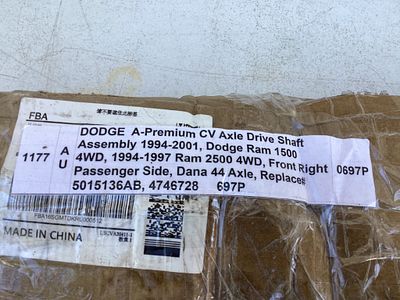 FBA
DODGE A-Premium CV Axle Drive Shaft
Assembly 1994-2001, Dodge Ram 1500
4WD, 1994-1997 Ram 2500 4WD, Front Right
Passenger Side, Dana 44 Axle, Replace#
5015136AB, 4746728 697P
1177
A
U
0697P
MADE IN CHINA